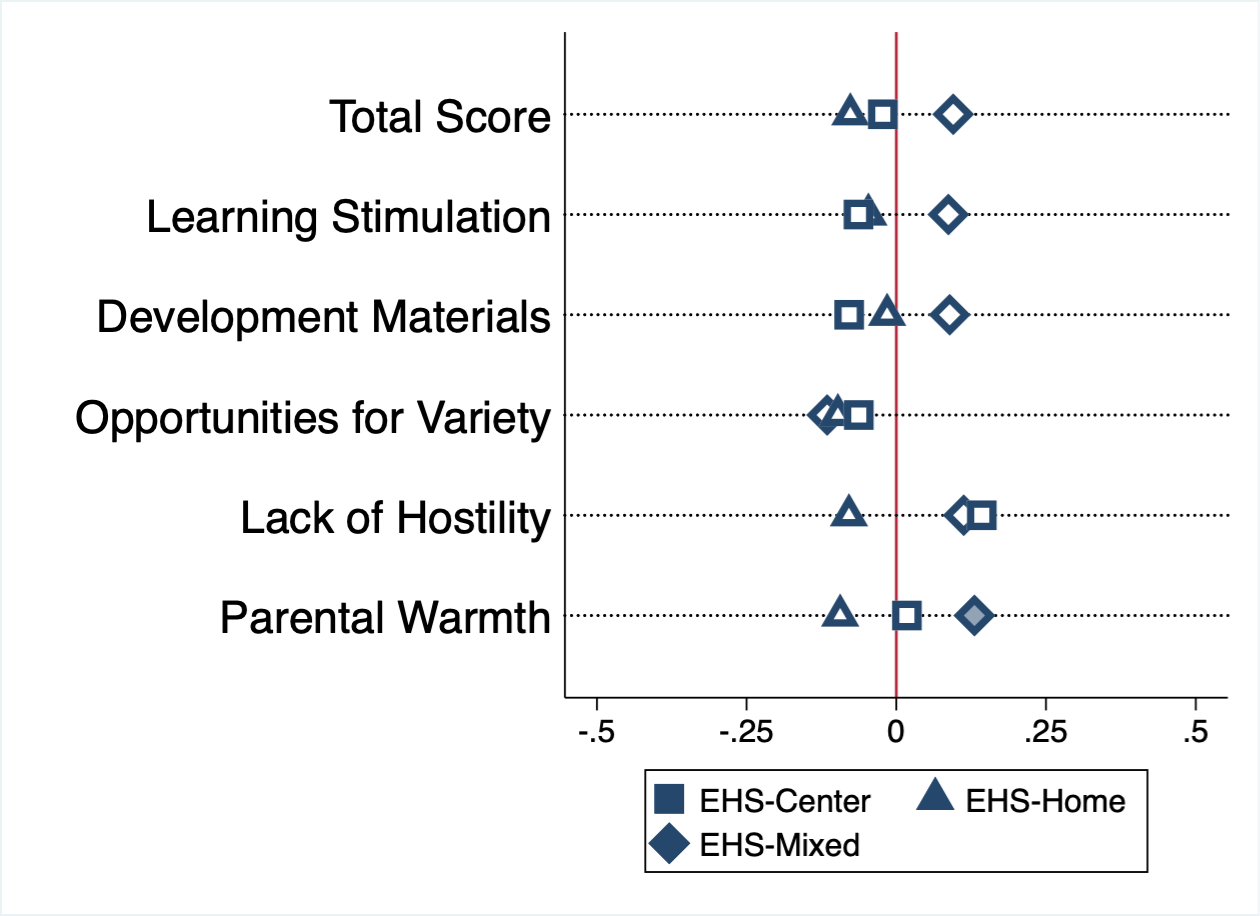 Total Score
Learning Stimulation
Development Materials
Opportunities for Variety
Lack of Hostility
Parental Warmth
-.5 -.25 0 .25 .5
EHS-Center EHS-Home
EHS-Mixed